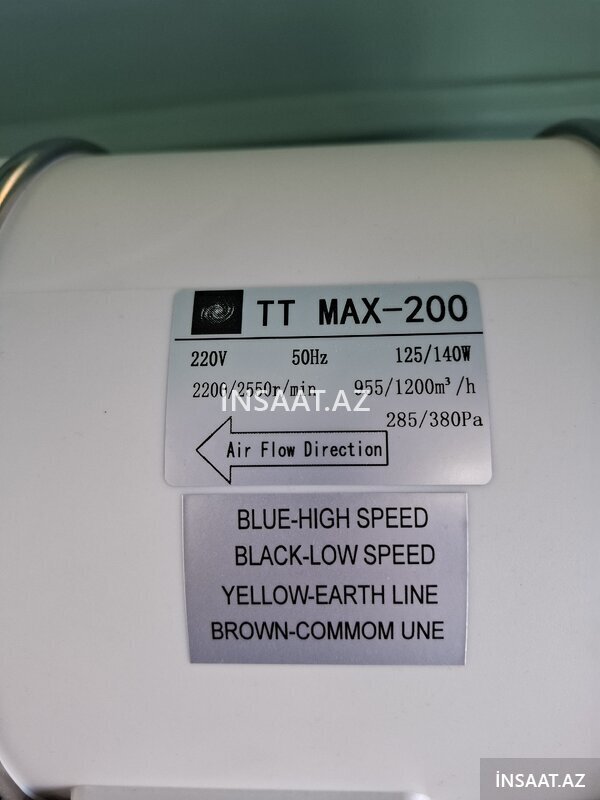 TT MAX-200
220V 50Hz 125/140W
2200/2550r/min 955/1200m³/h
INSAAT.AZ
285/380Pa
Air Flow Direction
BLUE-HIGH SPEED
BLACK-LOW SPEED
YELLOW-EARTH LINE
BROWN-COMMOM UNE
İNSAAT.AZ